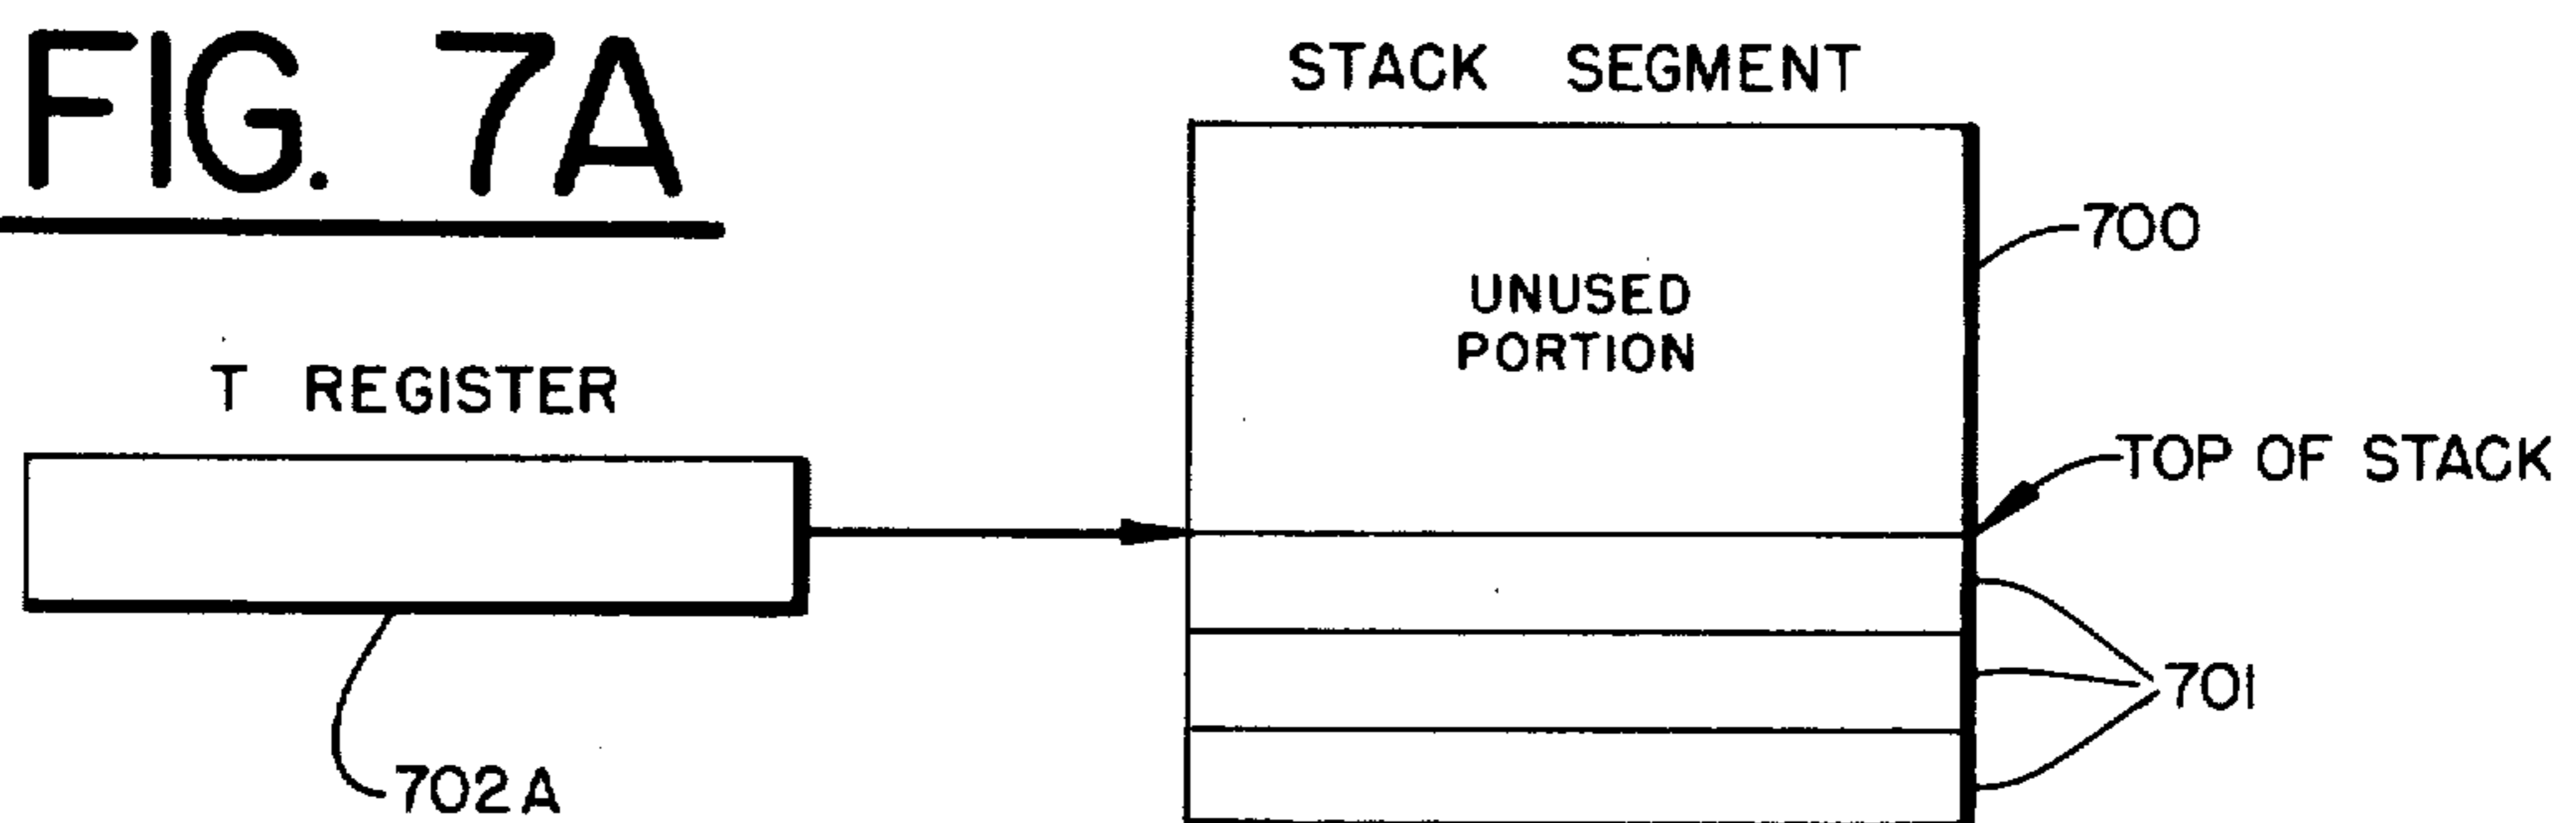 FIG. 7A
STACK SEGMENT
700
UNUSED
PORTION
T REGISTER
TOP OF STACK
701
702A